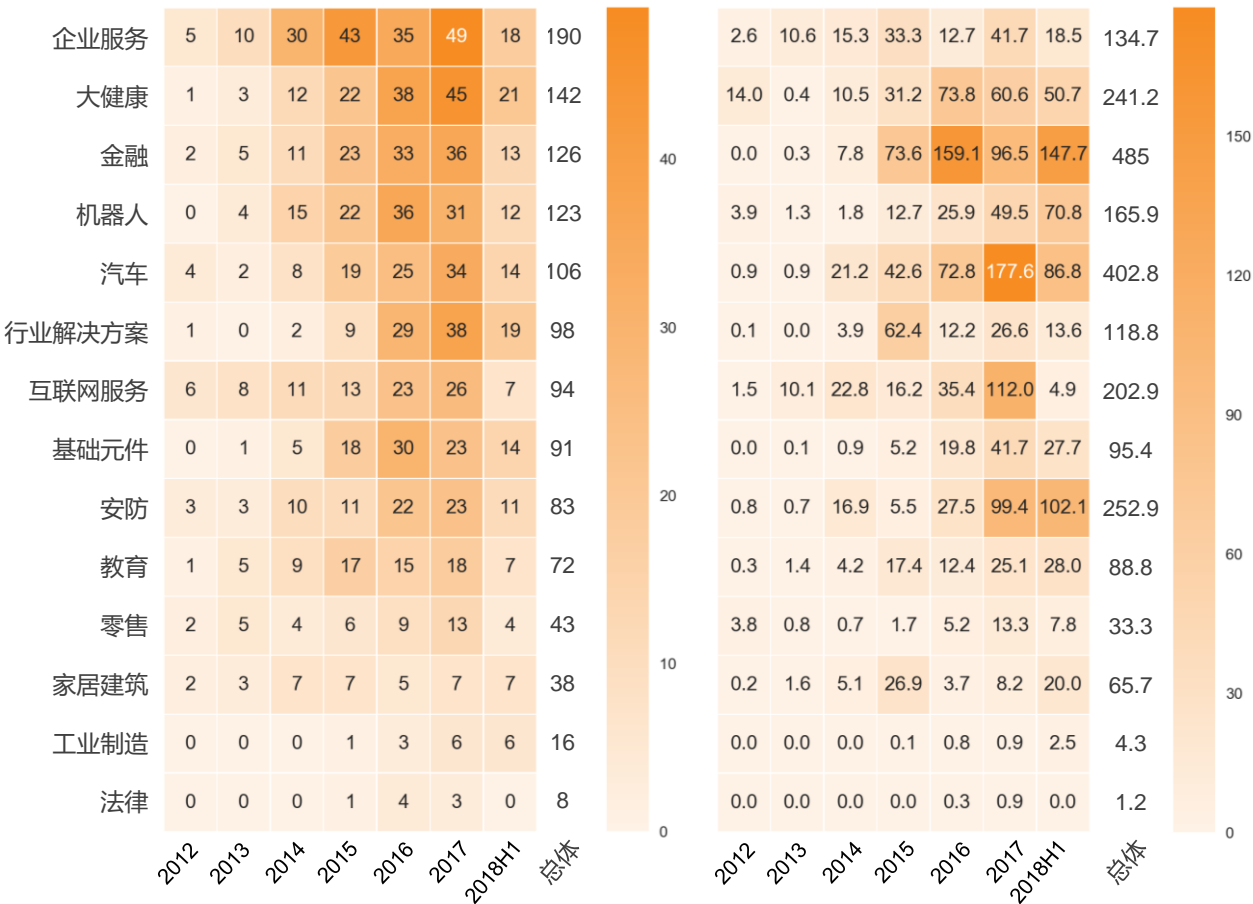 企业服务 5 10 30 43 35 49 18 190 2.6 10.6 15.3 33.3 12.7 41.7 18.5 134.7
大健康 1 3 12 22 38 45 21 142 14.0 0.4 10.5 31.2 73.8 60.6 50.7 241.2
150
金融 2 5 11 23 33 36 13 126 40 0.0 0.3 7.8 73.6 159.1 96.5 147.7 485
机器人 0 4 15 22 36 31 12 123 3.9 1.3 1.8 12.7 25.9 49.5 70.8 165.9
汽车 4 2 8 19 25 34 14 106 0.9 0.9 21.2 42.6 72.8 177.6 86.8 402.8 120
行业解决方案 1 0 2 9 29 38 19 98 30 0.1 0.0 3.9 62.4 12.2 26.6 13.6 118.8
互联网服务 6 8 11 13 23 26 7 94 1.5 10.1 22.8 16.2 35.4 112.0 4.9 202.9
90
基础元件 0 1 5 18 30 23 14 91 0.0 0.1 0.9 5.2 19.8 41.7 27.7 95.4
20
安防 3 3 10 11 22 23 11 83 0.8 0.7 16.9 5.5 27.5 99.4 102.1 252.9
60
教育 1 5 9 17 15 18 7 72 0.3 1.4 4.2 17.4 12.4 25.1 28.0 88.8
零售 2 5 4 6 9 13 4 43 3.8 0.8 0.7 1.7 5.2 13.3 7.8 33.3
10
家居建筑 2 3 7 7 5 7 7 38 0.2 1.6 5.1 26.9 3.7 8.2 20.0 65.7 30
工业制造 0 0 0 1 3 6 6 16 0.0 0.0 0.0 0.1 0.8 0.9 2.5 4.3
法律 0 0 0 1 4 3 0 8 0.0 0.0 0.0 0.0 0.3 0.9 0.0 1.2
0 0
2012 2013 2014 2015 2016 2017 2018H1 总体 2012 2013 2014 2015 2016 2017 2018H1 总体